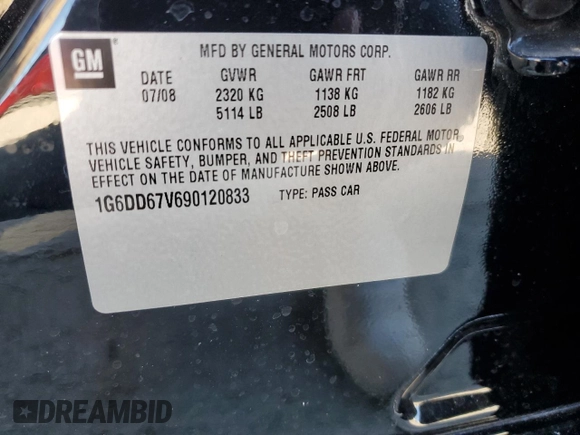 GM
MFD BY GENERAL MOTORS CORP.
DATE GVWR GAWR FRT GAWR RR
07/08 2320 KG 1138 KG 1182 KG
5114 LB 2508 LB 2606 LB
THIS VEHICLE CONFORMS TO ALL APPLICABLE U.S. FEDERAL MOTOR
VEHICLE SAFETY, BUMPER, AND THEFT PREVENTION STANDARDS IN
EFFECT ON THE DATE OF MANUFACTURE SHOWN ABOVE.
1G6DD67V690120833 TYPE: PASS CAR
DREAMBID